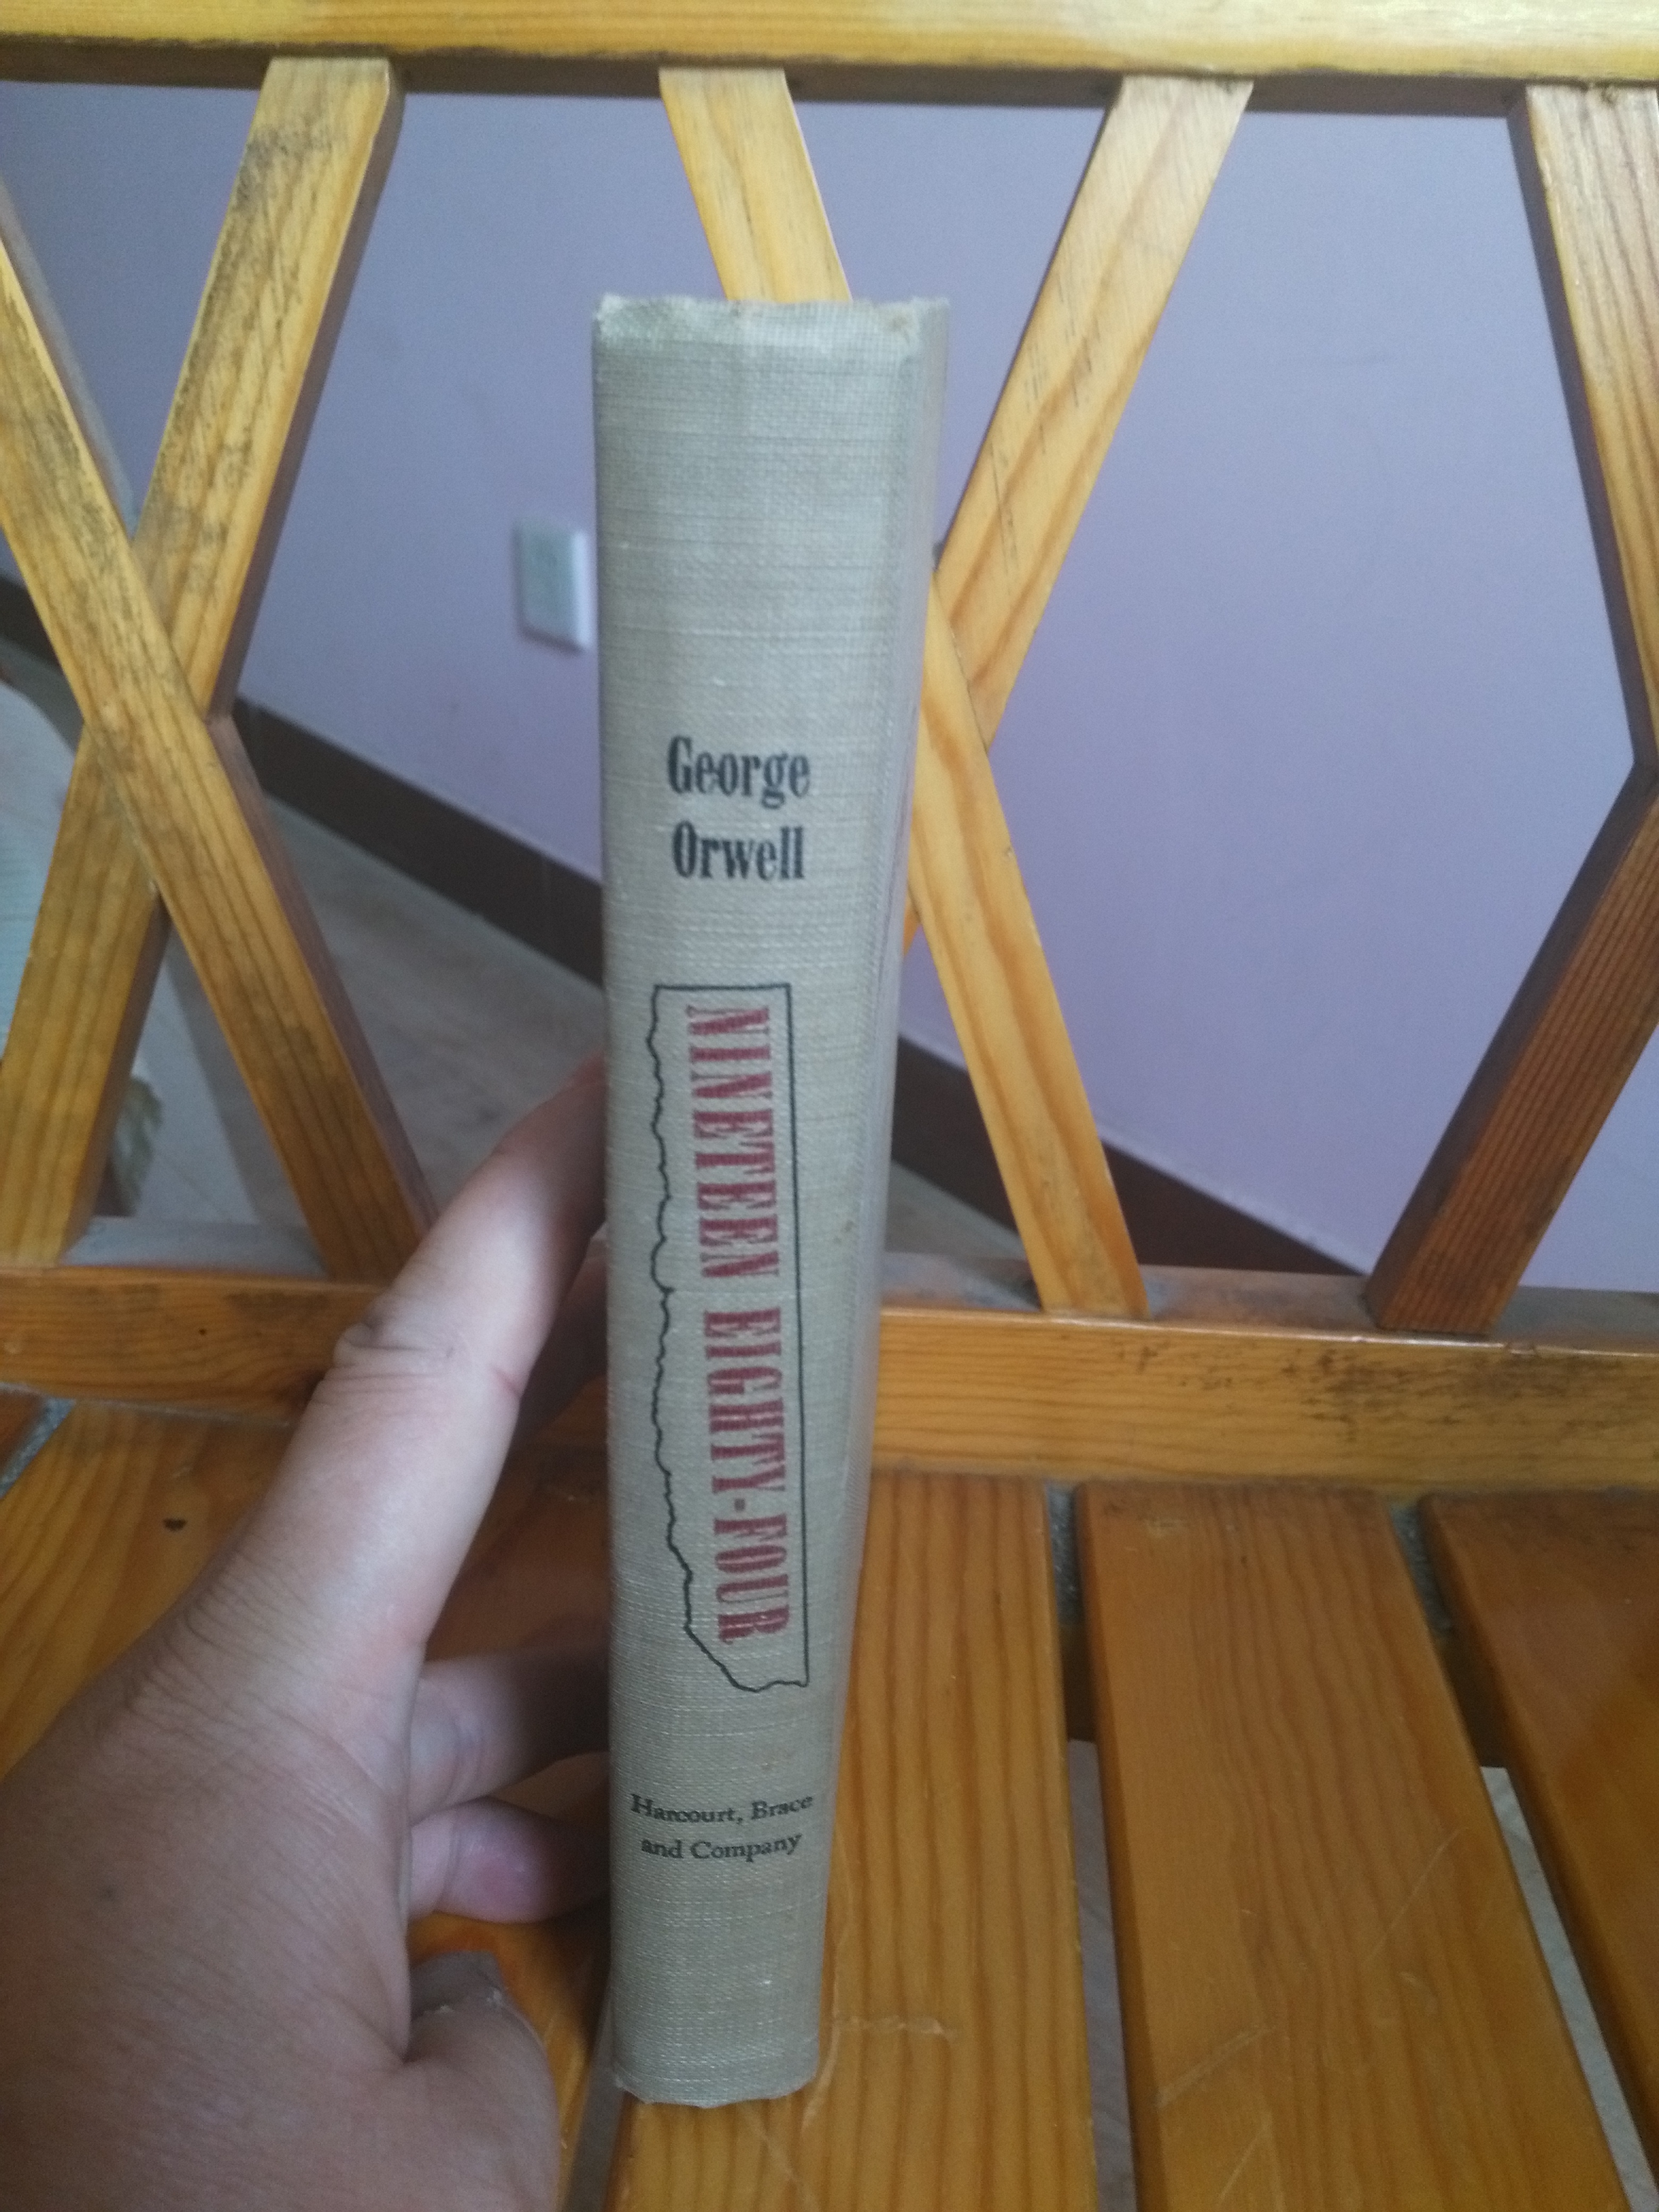 George
Orwell
NINETEEN EIGHTY-FOUR
Harcourt, Brace
and Company